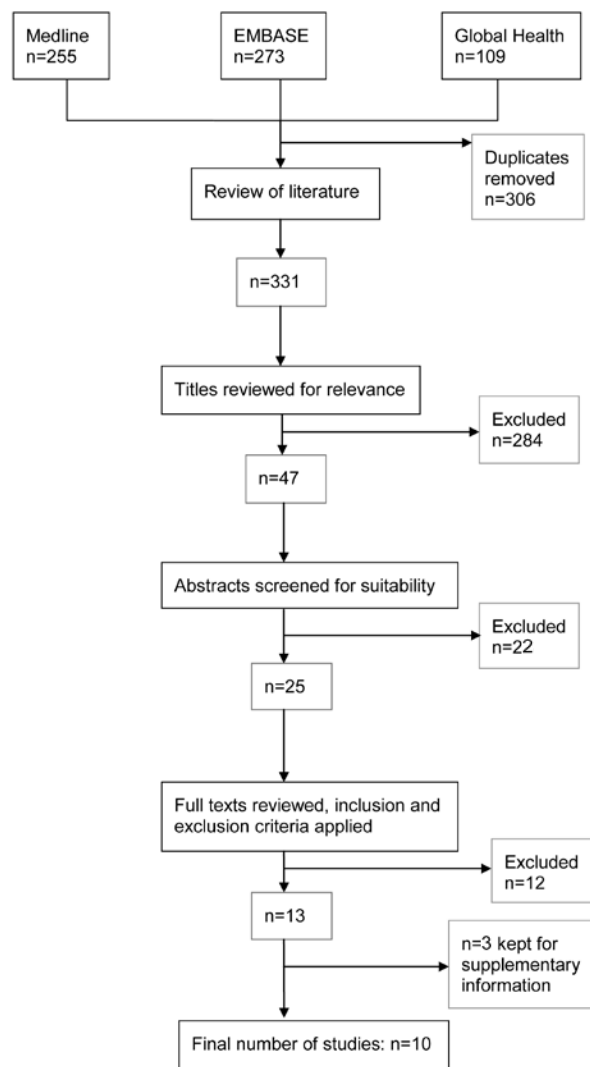 Medline
n=255
EMBASE
n=273
Global Health
n=109
Duplicates
removed
n=306
Review of literature
n=331
Titles reviewed for relevance
Excluded
n=284
n=47
Abstracts screened for suitability
Excluded
n=22
n=25
Full texts reviewed, inclusion and
exclusion criteria applied
Excluded
n=12
n=13
n=3 kept for
supplementary
information
Final number of studies: n=10